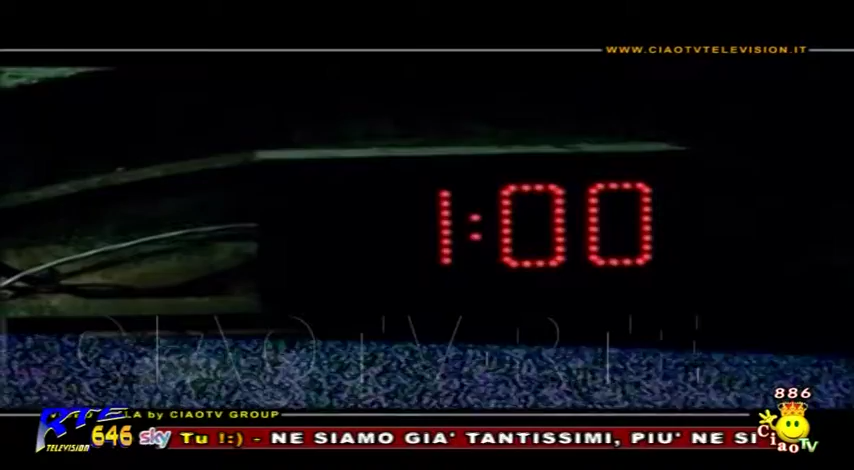 WWW.CIAOTVTELEVISION.IT
1:00
CIAOTV
886
LA by CIAOTV GROUP
RTE
TELEVISION
646 sky Tu !:) - NE SIAMO GIA' TANTISSIMI, PIU' NE SI
Ciao TV